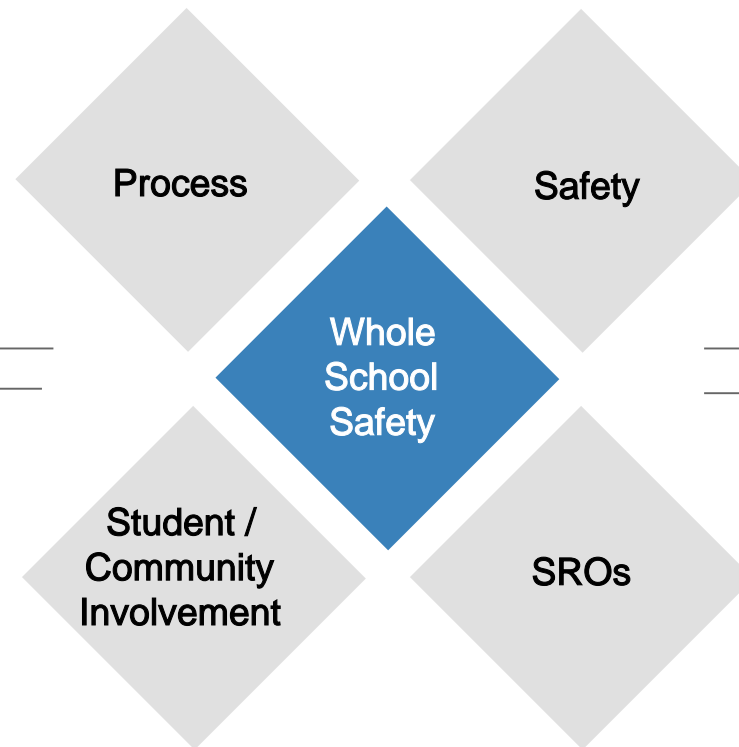 Process
Safety
Whole
School
Safety
Student /
Community
Involvement
SROs